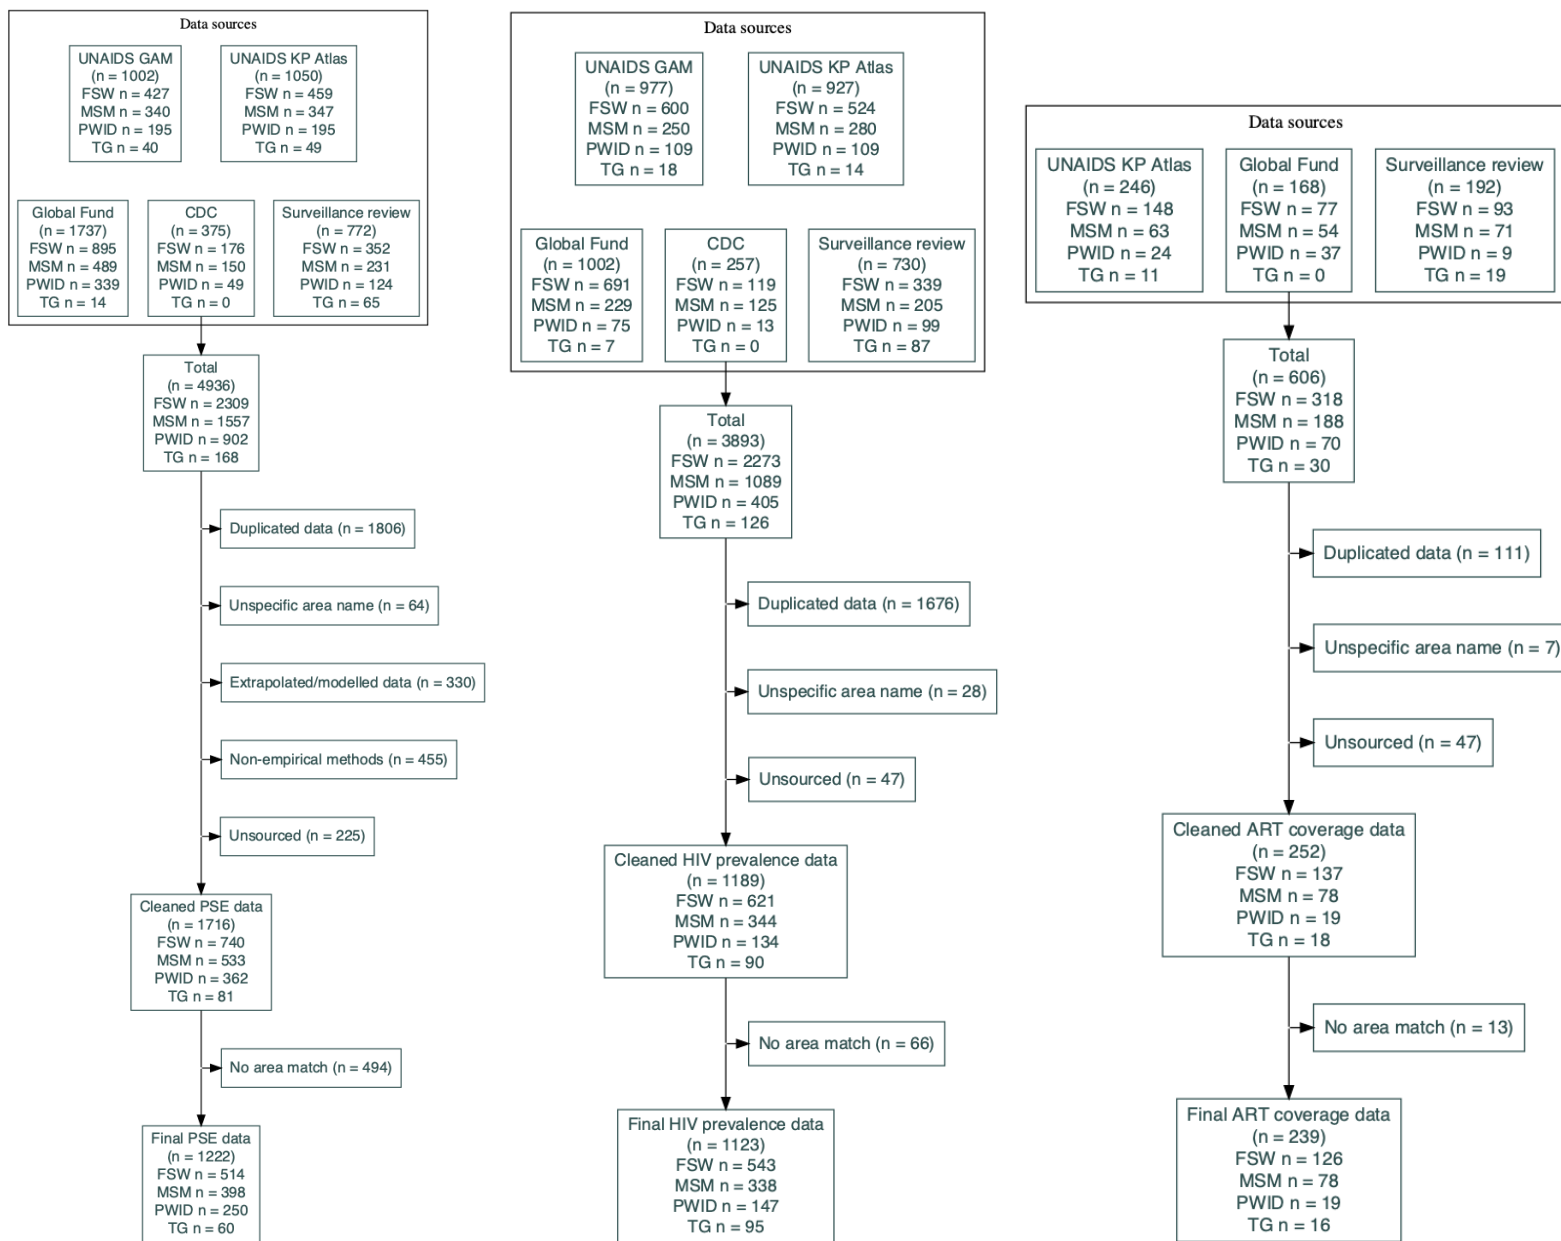 Data sources
UNAIDS GAM
(n = 1002)
FSW n = 427
MSM n = 340
PWID n = 195
TG n = 40
UNAIDS KP Atlas
(n = 1050)
FSW n = 459
MSM n = 347
PWID n = 195
TG n = 49
Global Fund
(n = 1737)
FSW n = 895
MSM n = 489
PWID n = 339
TG n = 14
CDC
(n = 375)
FSW n = 176
MSM n = 150
PWID n = 49
TG n = 0
Surveillance review
(n = 772)
FSW n = 352
MSM n = 231
PWID n = 124
TG n = 65
Total
(n = 4936)
FSW n = 2309
MSM n = 1557
PWID n = 902
TG n = 168
Duplicated data (n = 1806)
Unspecific area name (n = 64)
Extrapolated/modelled data (n = 330)
Non-empirical methods (n = 455)
Unsourced (n = 225)
Cleaned PSE data
(n = 1716)
FSW n = 740
MSM n = 533
PWID n = 362
TG n = 81
No area match (n = 494)
Final PSE data
(n = 1222)
FSW n = 514
MSM n = 398
PWID n = 250
TG n = 60
Data sources
UNAIDS GAM
(n = 977)
FSW n = 600
MSM n = 250
PWID n = 109
TG n = 18
UNAIDS KP Atlas
(n = 927)
FSW n = 524
MSM n = 280
PWID n = 109
TG n = 14
Global Fund
(n = 1002)
FSW n = 691
MSM n = 229
PWID n = 75
TG n = 7
CDC
(n = 257)
FSW n = 119
MSM n = 125
PWID n = 13
TG n = 0
Surveillance review
(n = 730)
FSW n = 339
MSM n = 205
PWID n = 99
TG n = 87
Total
(n = 3893)
FSW n = 2273
MSM n = 1089
PWID n = 405
TG n = 126
Duplicated data (n = 1676)
Unspecific area name (n = 28)
Unsourced (n = 47)
Cleaned HIV prevalence data
(n = 1189)
FSW n = 621
MSM n = 344
PWID n = 134
TG n = 90
No area match (n = 66)
Final HIV prevalence data
(n = 1123)
FSW n = 543
MSM n = 338
PWID n = 147
TG n = 95
Data sources
UNAIDS KP Atlas
(n = 246)
FSW n = 148
MSM n = 63
PWID n = 24
TG n = 11
Global Fund
(n = 168)
FSW n = 77
MSM n = 54
PWID n = 37
TG n = 0
Surveillance review
(n = 192)
FSW n = 93
MSM n = 71
PWID n = 9
TG n = 19
Total
(n = 606)
FSW n = 318
MSM n = 188
PWID n = 70
TG n = 30
Duplicated data (n = 111)
Unspecific area name (n = 7)
Unsourced (n = 47)
Cleaned ART coverage data
(n = 252)
FSW n = 137
MSM n = 78
PWID n = 19
TG n = 18
No area match (n = 13)
Final ART coverage data
(n = 239)
FSW n = 126
MSM n = 78
PWID n = 19
TG n = 16